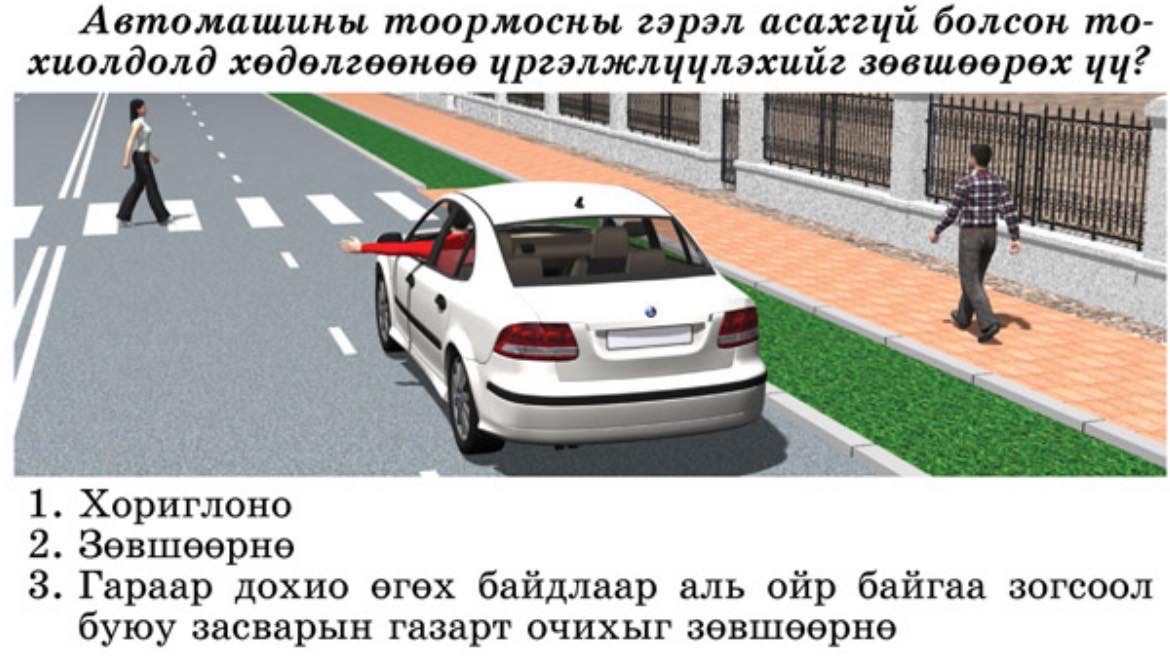 Автомашины тоормосны гэрэл асахгүй болсон то-
хиолдолд хөдөлгөөнөө үргэлжлүүлэхийг зөвшөөрөх үү?
1. Хориглоно
2. Зөвшөөрнө
3. Гараар дохио өгөх байдлаар аль ойр байгаа зогсоол
буюу засварын газарт очихыг зөвшөөрнө